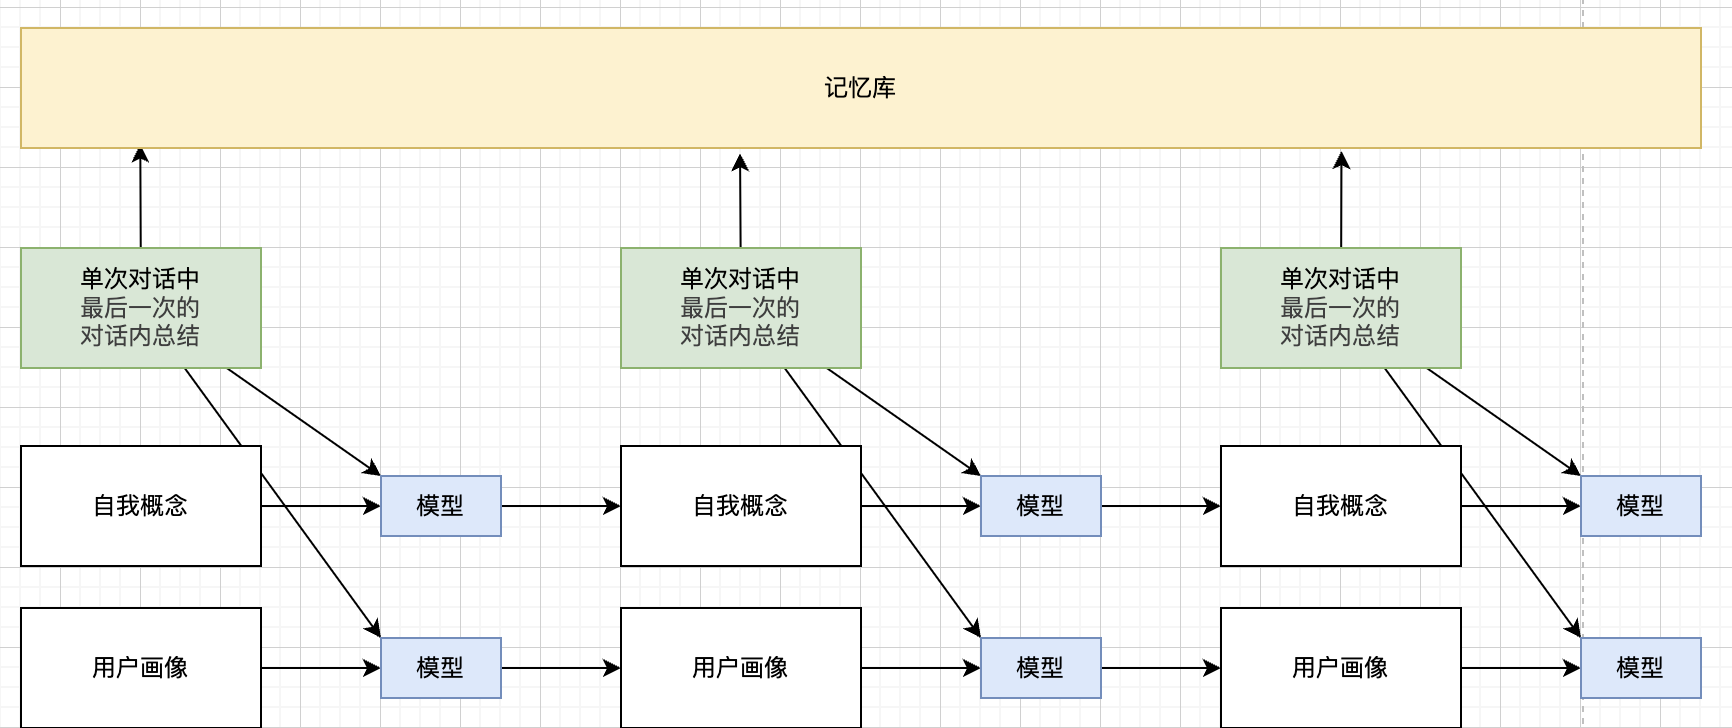 记忆库
单次对话中
最后一次的
对话内总结
单次对话中
最后一次的
对话内总结
单次对话中
最后一次的
对话内总结
自我概念
模型
自我概念
模型
自我概念
模型
用户画像
模型
用户画像
模型
用户画像
模型